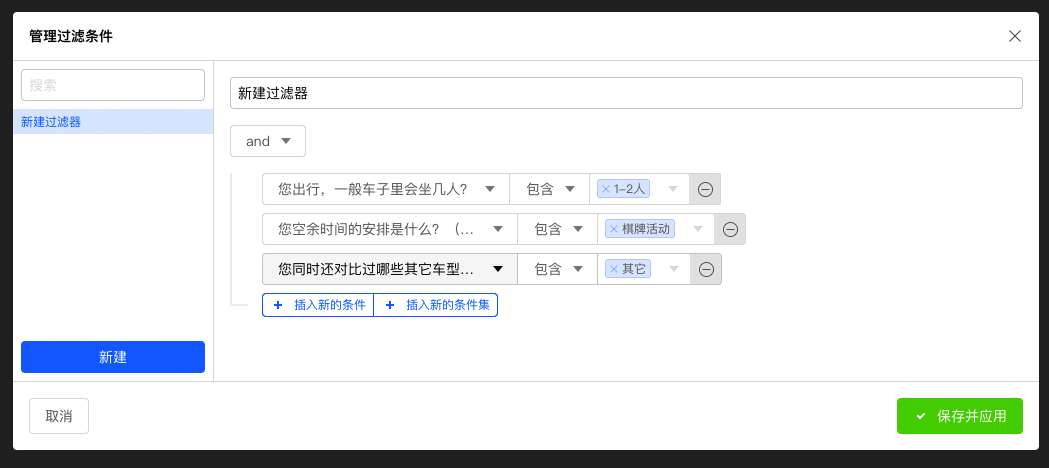 管理过滤条件
搜索
新建过滤器
新建过滤器
and
您出行，一般车子里会坐几人? 包含 1-2人
您空余时间的安排是什么? （... 包含 棋牌活动
您同时还对比过哪些其它车型... 包含 其它
插入新的条件 插入新的条件集
新建
取消
保存并应用